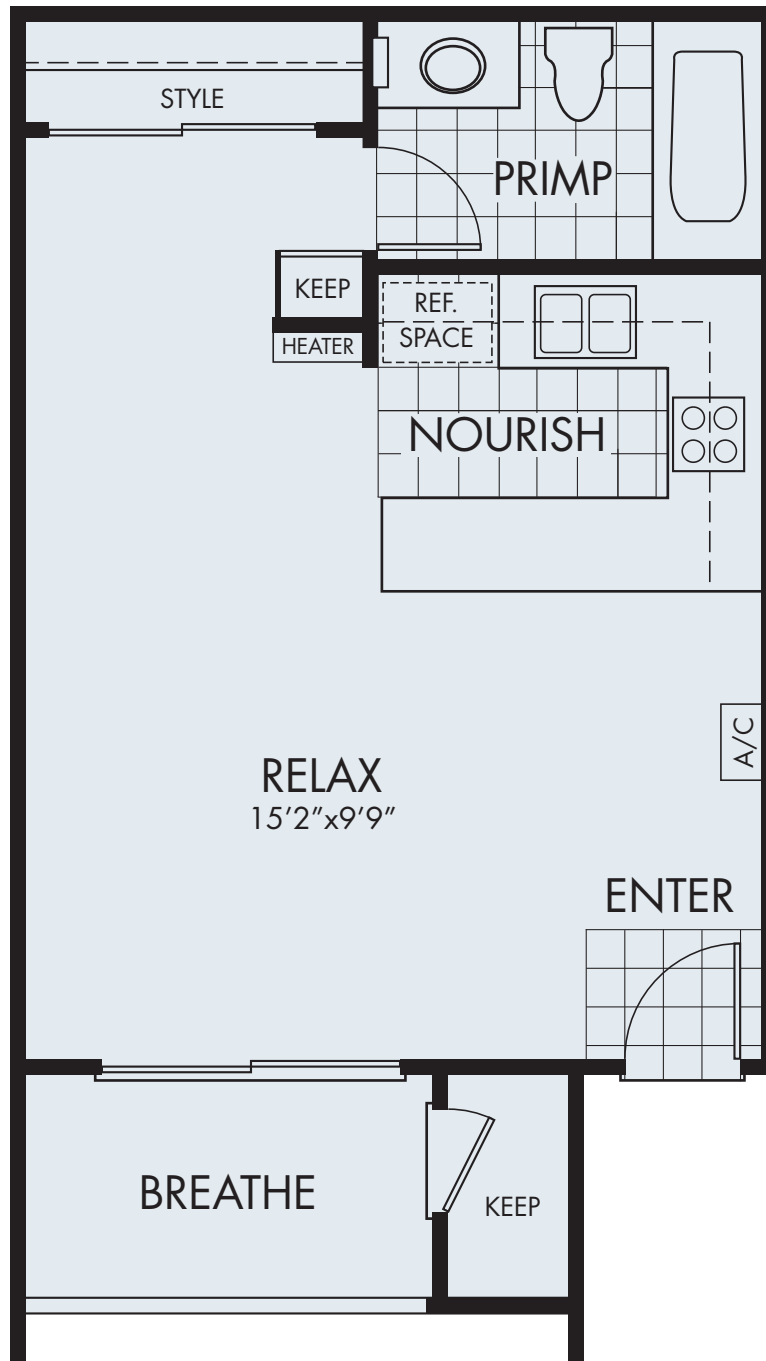 STYLE
PRIMP
KEEP
HEATER
REF.
SPACE
NOURISH
RELAX
15’2”x9’9”
A/C
ENTER
BREATHE
KEEP